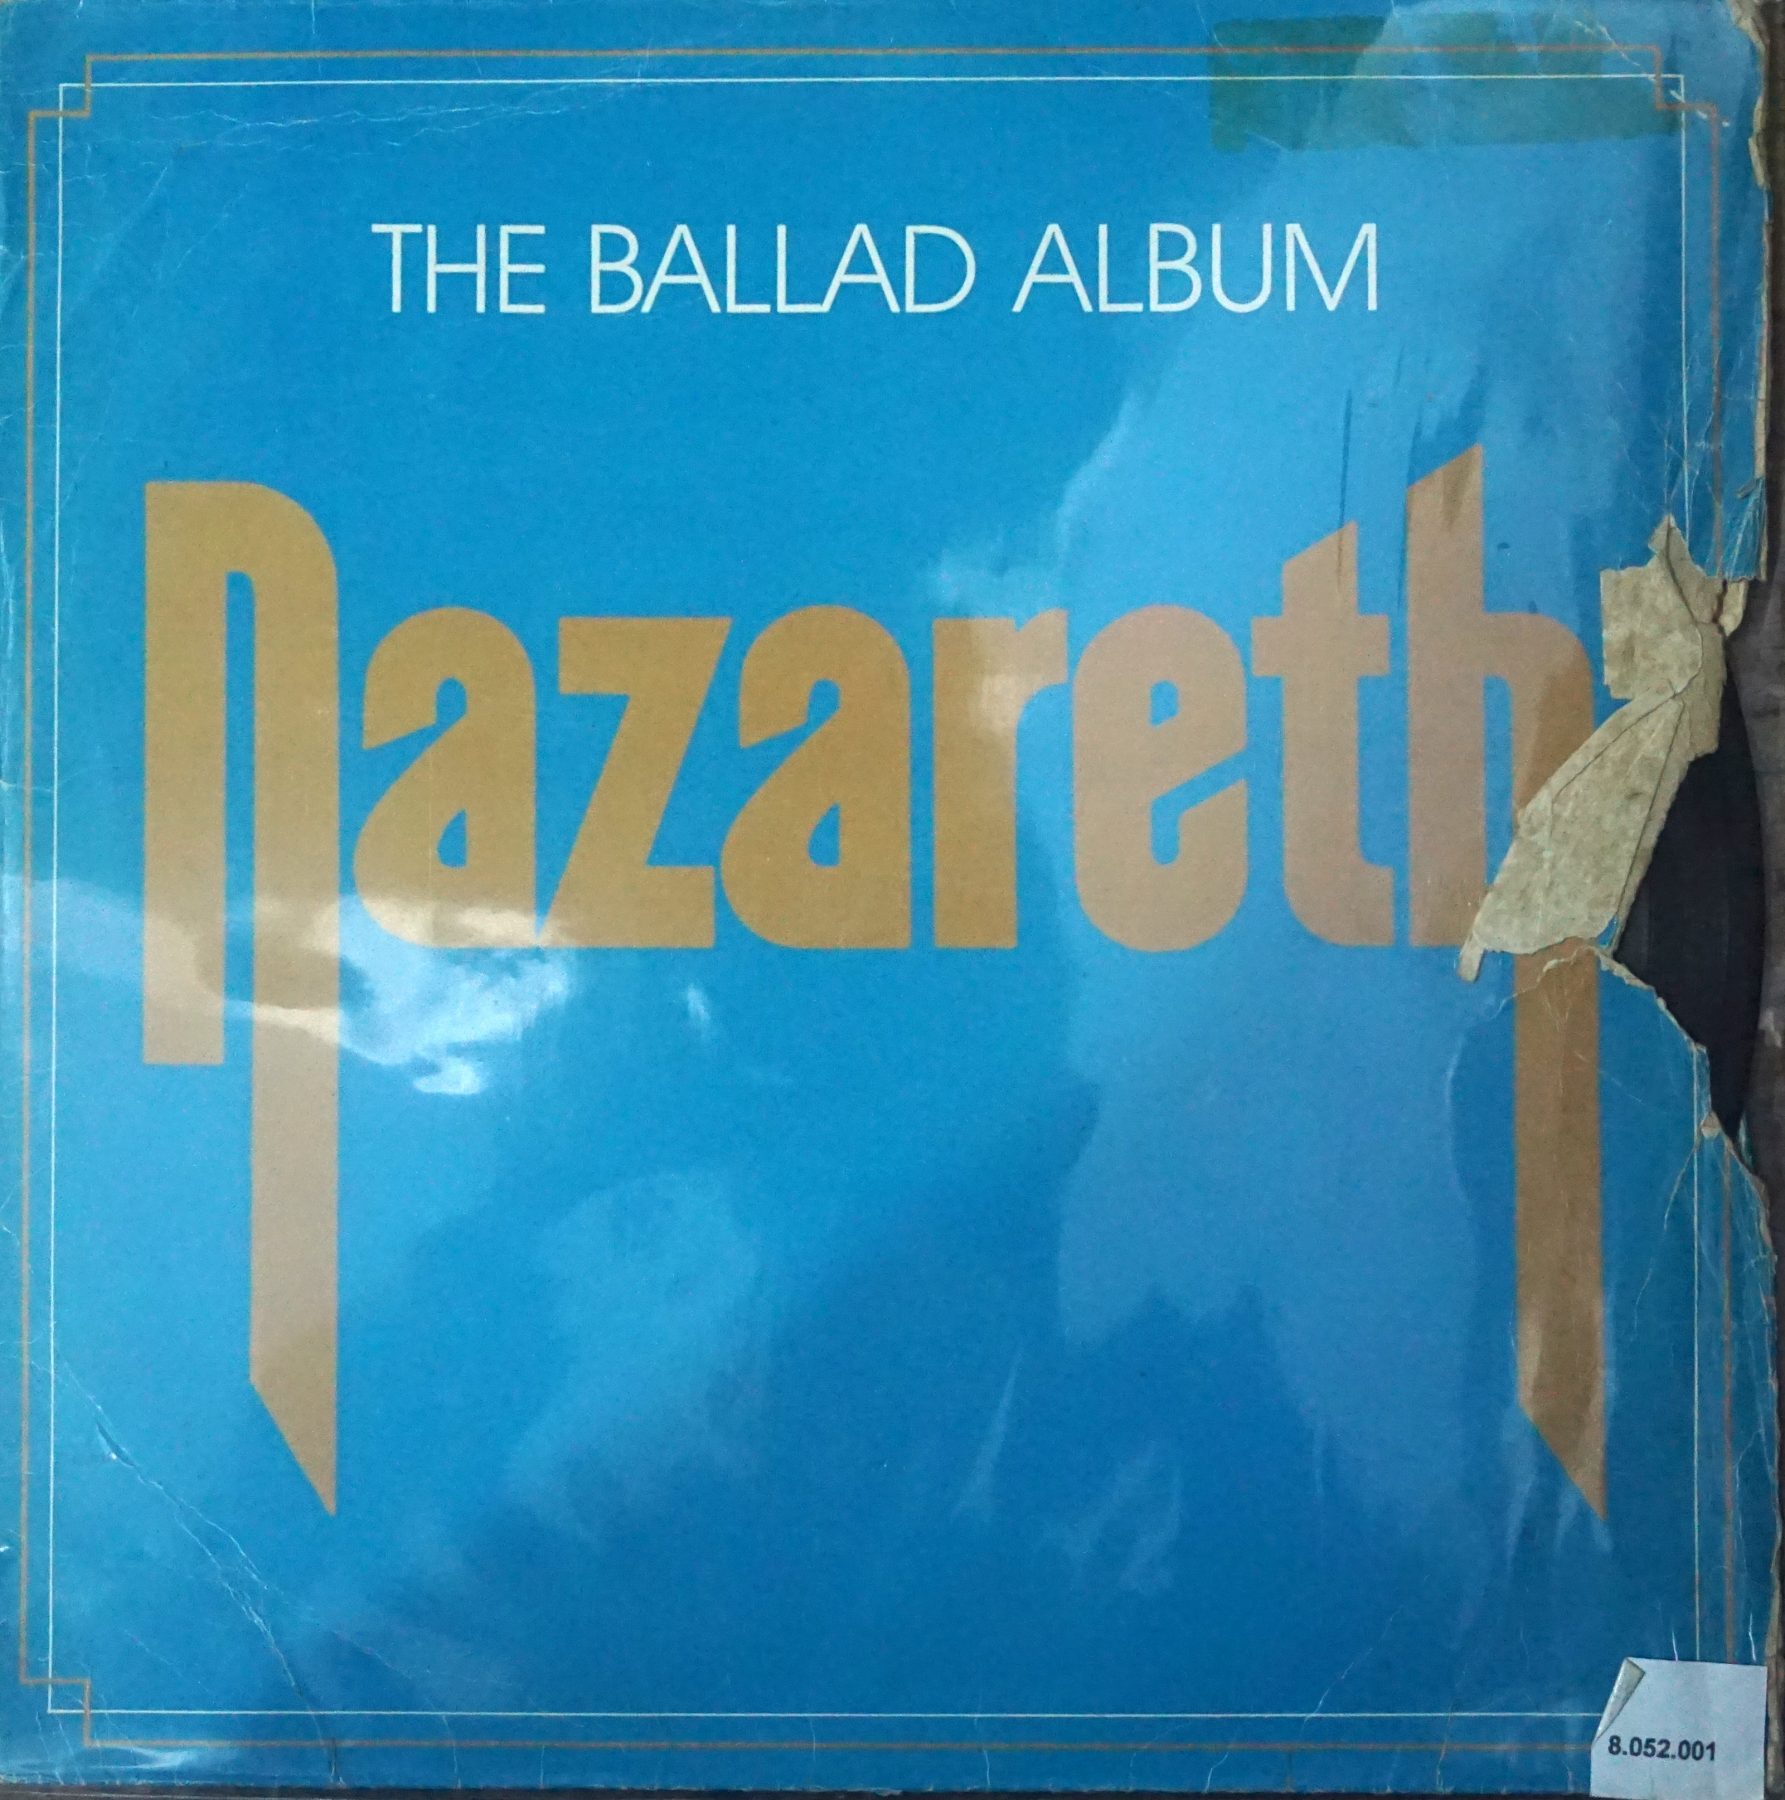 THE BALLAD ALBUM
nazareth
8.052.001